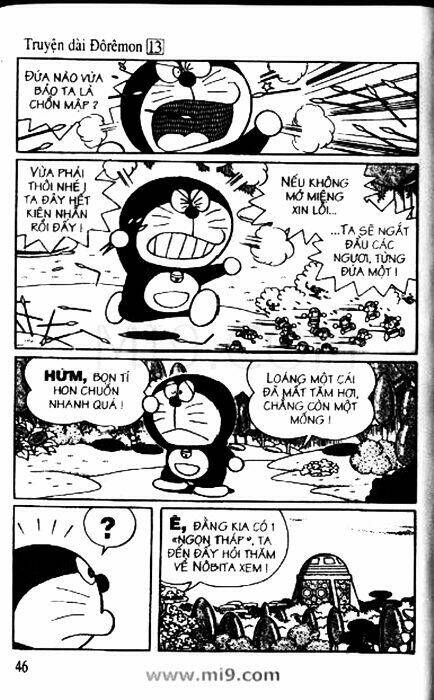 Truyện dài Đôrêmon 13
ĐỨA NÀO VỪA
BẢO TA LÀ
CHỒN MẬP ?
VỪA PHẢI
THÔI NHÉ !
TA ĐÂY HẾT
KIÊN NHẪN
RỒI ĐẤY !
NẾU KHÔNG
MỞ MIỆNG
XIN LỖI...
...TA SẼ NGẮT
ĐẦU CÁC
NGƯƠI, TỪNG
ĐỨA MỘT !
HỪM, BỌN TÍ
HON CHUỒN
NHANH QUÁ !
LOÁNG MỘT CÁI
ĐÃ MẤT TĂM HƠI,
CHẲNG CÒN MỘT
MỐNG !
?
Ê, ĐẰNG KIA CÓ 1
«NGỌN THÁP», TA
ĐẾN ĐẤY HỎI THĂM
VỀ NÔBITA XEM !
46
www.mi9.com